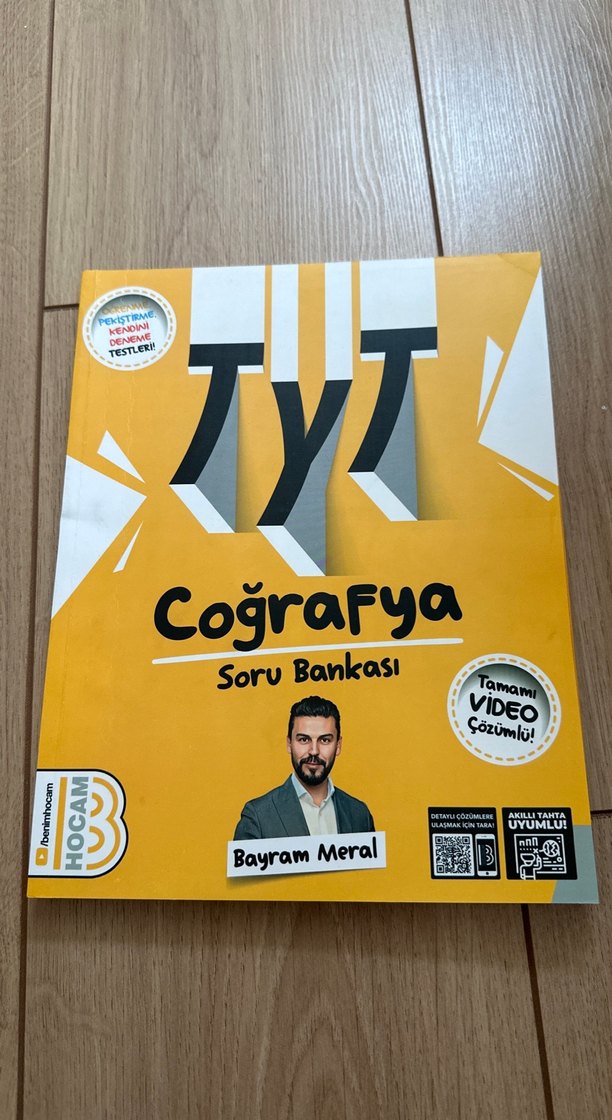 ÖĞRENME,
PEKİŞTİRME,
KENDİNİ
DENEME
TESTLERİ!
TYT
Coğrafya
Soru Bankası
Tamamı
VİDEO
Çözümlü!
/benimhocam
HOCAM
B
Bayram Meral
DETAYLI ÇÖZÜMLERE
ULAŞMAK İÇİN TARA!
AKILLI TAHTA
UYUMLU!